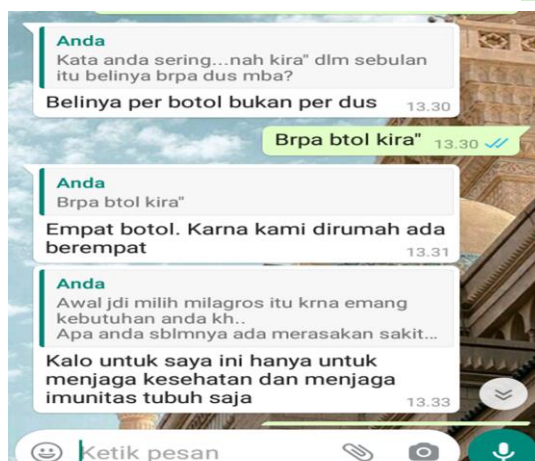 Anda
Kata anda sering...nah kira" dlm sebulan
itu belinya brpa dus mba?
Belinya per botol bukan per dus 13.30
Brpa btol kira" 13.30
Anda
Brpa btol kira"
Empat botol. Karna kami dirumah ada
berempat 13.31
Anda
Awal jdi milih milagros itu krna emang
kebutuhan anda kh..
Apa anda sblmnya ada merasakan sakit...
Kalo untuk saya ini hanya untuk
menjaga kesehatan dan menjaga
imunitas tubuh saja 13.33
Ketik pesan